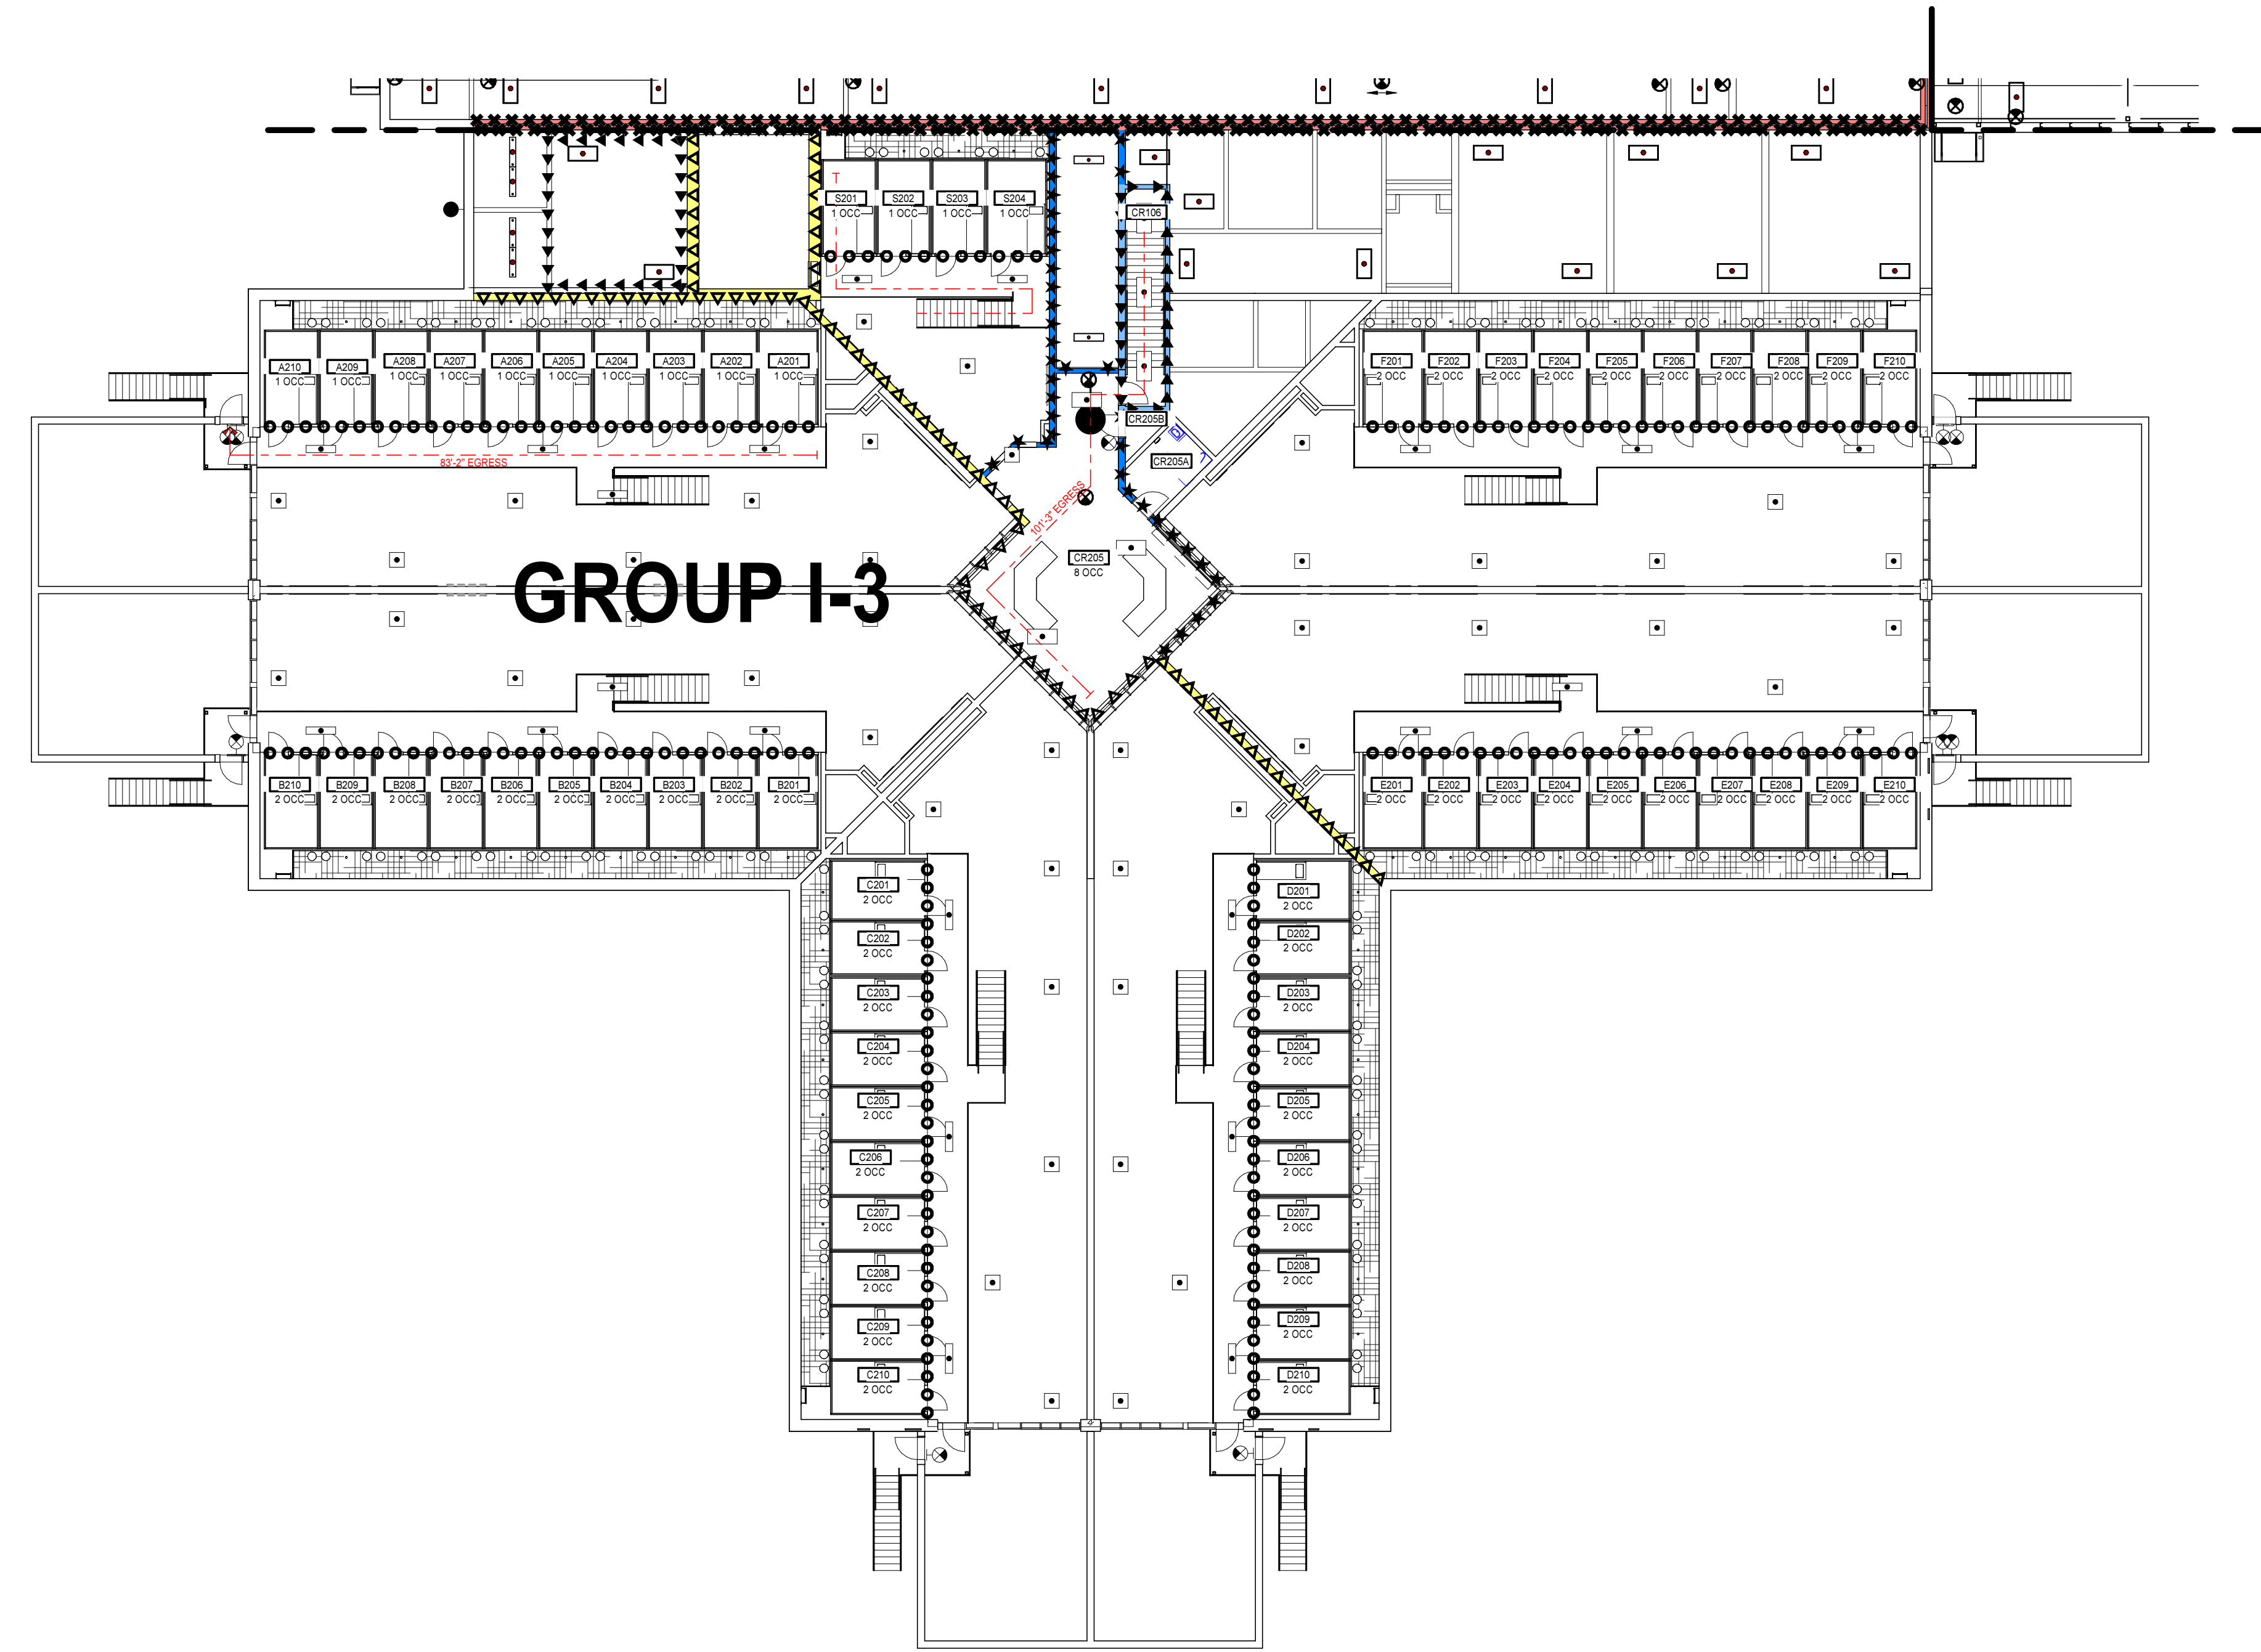 S201
1 OCC
S202
1 OCC
S203
1 OCC
S204
1 OCC
CR106
A210
1 OCC
A209
1 OCC
A208
1 OCC
A207
1 OCC
A206
1 OCC
A205
1 OCC
A204
1 OCC
A203
1 OCC
A202
1 OCC
A201
1 OCC
F201
2 OCC
F202
2 OCC
F203
2 OCC
F204
2 OCC
F205
2 OCC
F206
2 OCC
F207
2 OCC
F208
2 OCC
F209
2 OCC
F210
2 OCC
CR205B
CR205A
83'-2" EGRESS
101'-3" EGRESS
CR205
8 OCC
GROUP I-3
B210
2 OCC
B209
2 OCC
B208
2 OCC
B207
2 OCC
B206
2 OCC
B205
2 OCC
B204
2 OCC
B203
2 OCC
B202
2 OCC
B201
2 OCC
E201
2 OCC
E202
2 OCC
E203
2 OCC
E204
2 OCC
E205
2 OCC
E206
2 OCC
E207
2 OCC
E208
2 OCC
E209
2 OCC
E210
2 OCC
C201
2 OCC
C202
2 OCC
C203
2 OCC
C204
2 OCC
C205
2 OCC
C206
2 OCC
C207
2 OCC
C208
2 OCC
C209
2 OCC
C210
2 OCC
D201
2 OCC
D202
2 OCC
D203
2 OCC
D204
2 OCC
D205
2 OCC
D206
2 OCC
D207
2 OCC
D208
2 OCC
D209
2 OCC
D210
2 OCC